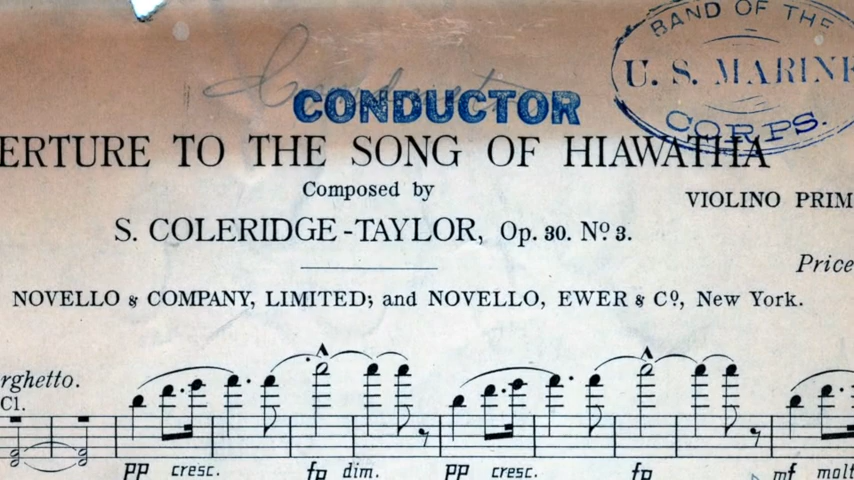 BAND OF THE
U. S. MARINE
CORPS.
Conductor
CONDUCTOR
ERTURE TO THE SONG OF HIAWATHA
Composed by
VIOLINO PRIM
S. COLERIDGE-TAYLOR, Op. 30. Nº 3.
Price
NOVELLO & COMPANY, LIMITED; and NOVELLO, EWER & Cº, New York.
rghetto.
Cl.
pp cresc. fp dim. pp cresc. fp mf molt